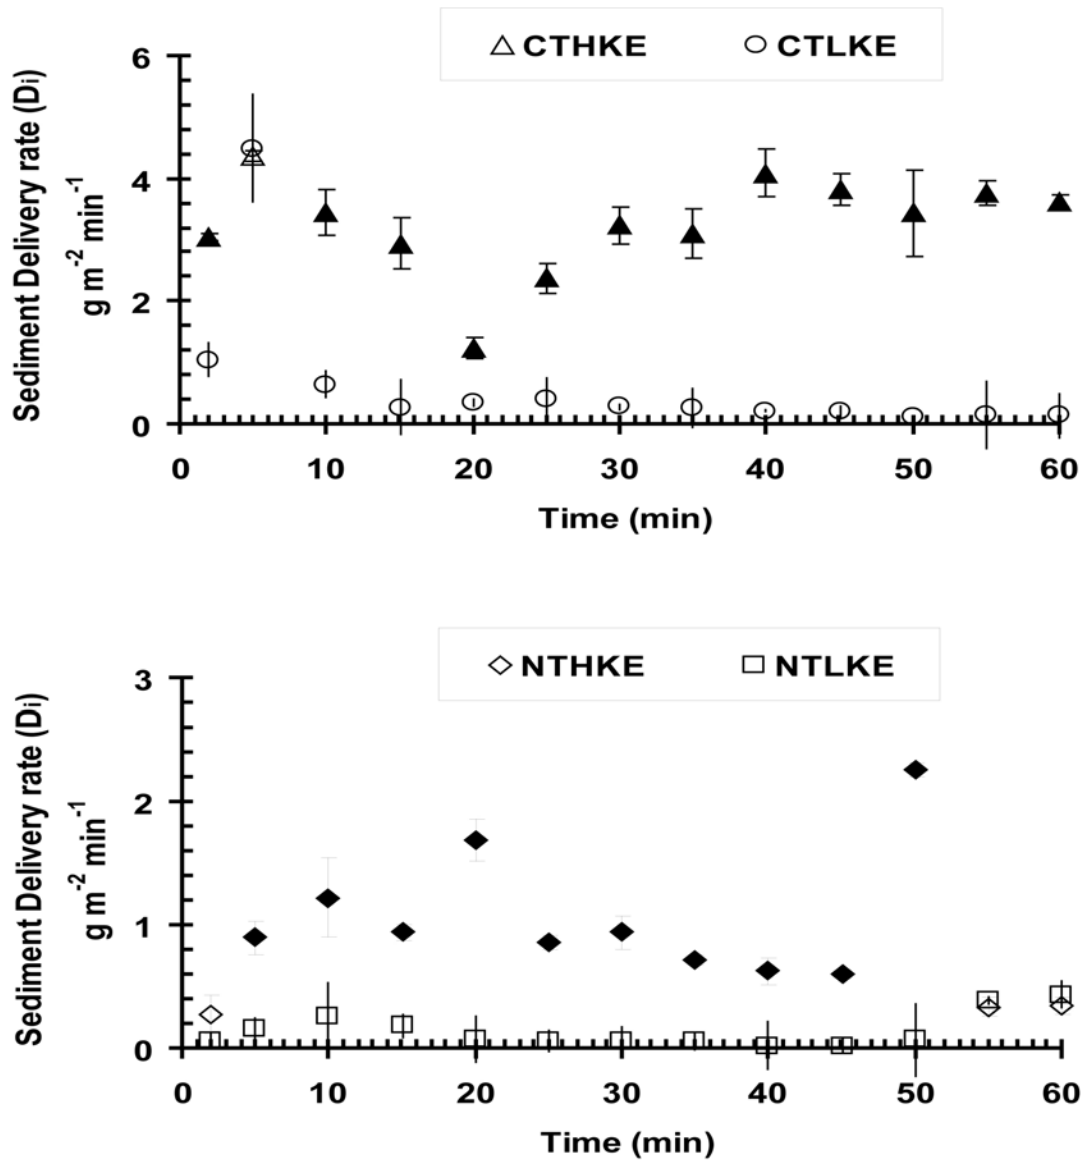 CTHKE CTLKE
Sediment Delivery rate (Di)
g m-2 min-1
6
4
2
0
0 10 20 30 40 50 60
Time (min)
NTHKE NTLKE
Sediment Delivery rate (Di)
g m-2 min-1
3
2
1
0
0 10 20 30 40 50 60
Time (min)